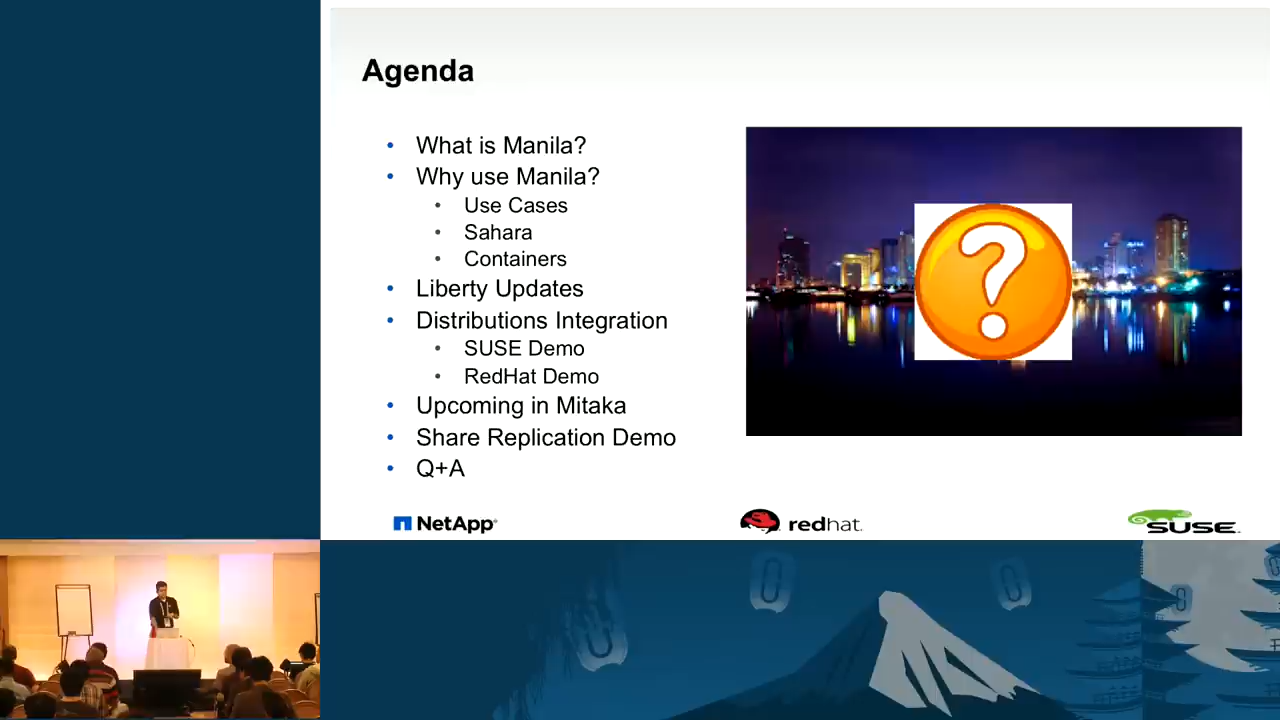 Agenda
• What is Manila?
• Why use Manila?
• Use Cases
• Sahara
• Containers
• Liberty Updates
• Distributions Integration
• SUSE Demo
• RedHat Demo
• Upcoming in Mitaka
• Share Replication Demo
• Q+A
?
NetApp
redhat.
SUSE